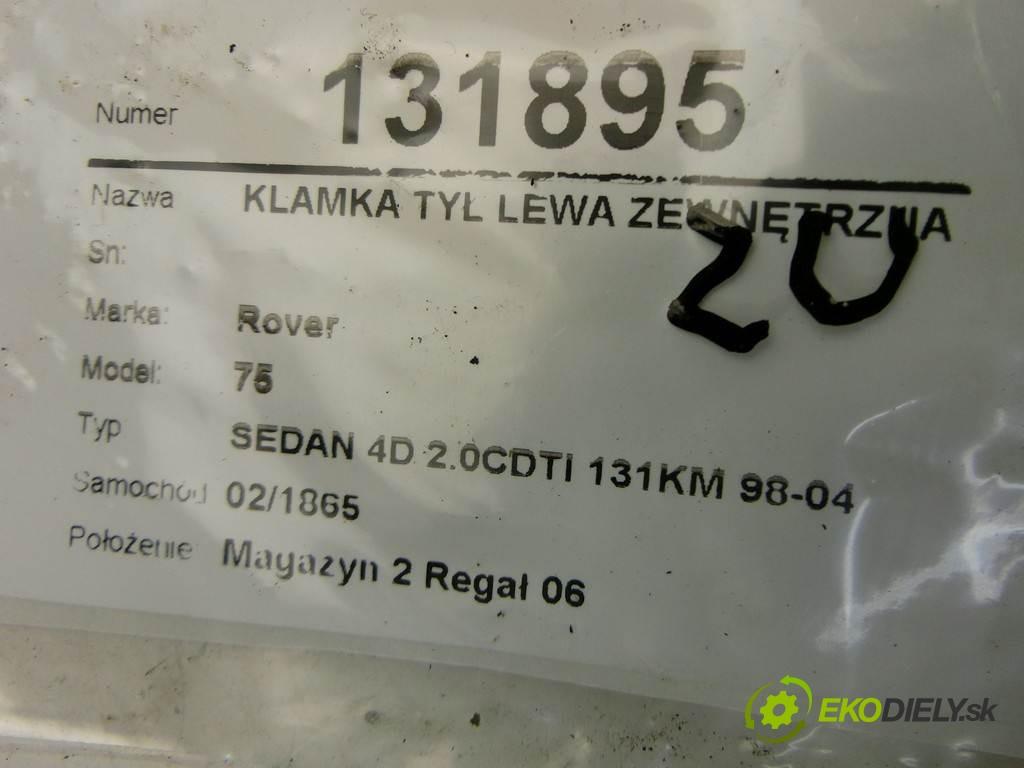 Numer 131895
Nazwa KLAMKA TYŁ LEWA ZEWNĘTRZNA
20
Sn:
Marka: Rover
Model: 75
Typ SEDAN 4D 2.0CDTI 131KM 98-04
Samochód 02/1865
Położenie Magazyn 2 Regał 06
EKODIELY.sk